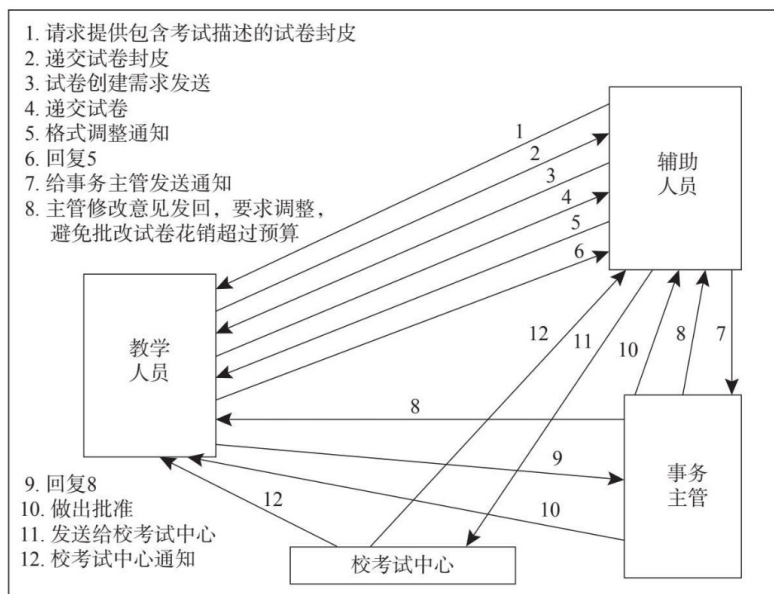 1. 请求提供包含考试描述的试卷封皮
2. 递交试卷封皮
3. 试卷创建需求发送
4. 递交试卷
5. 格式调整通知
6. 回复5
7. 给事务主管发送通知
8. 主管修改意见发回，要求调整，
避免批改试卷花销超过预算
1
2
3
4
5
6
辅助
人员
教学
人员
12
11
10
8
7
8
9
10
12
事务
主管
9. 回复8
10. 做出批准
11. 发送给校考试中心
12. 校考试中心通知
校考试中心